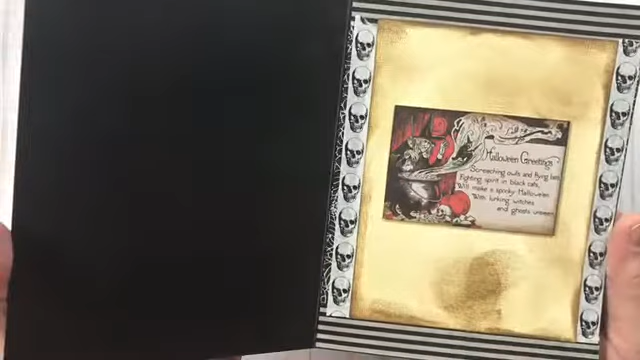 Halloween Greetings
Screeching owls and flying bats,
Fighting spirit in black cats,
Will make a spooky Halloween
With lurking witches
and ghosts unseen